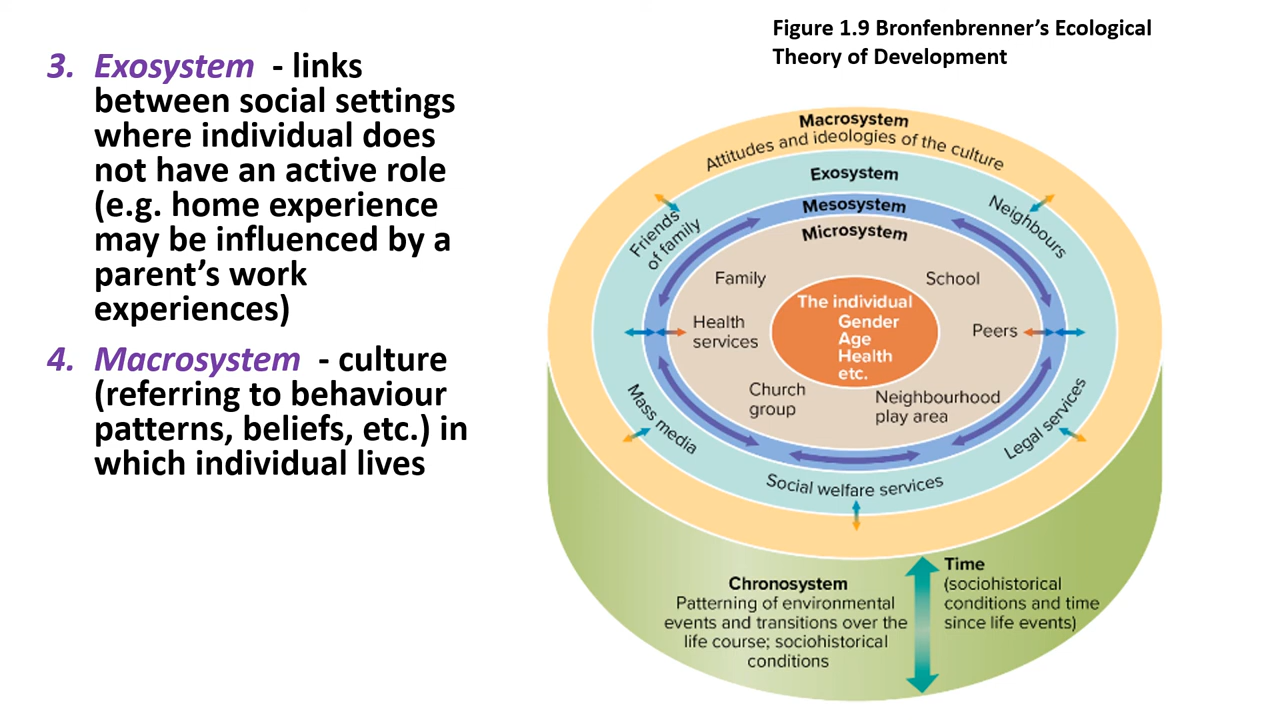 3. Exosystem - links
between social settings
where individual does
not have an active role
(e.g. home experience
may be influenced by a
parent’s work
experiences)
4. Macrosystem - culture
(referring to behaviour
patterns, beliefs, etc.) in
which individual lives
Figure 1.9 Bronfenbrenner’s Ecological
Theory of Development
Macrosystem
Attitudes and ideologies of the culture
Exosystem
Mesosystem
Microsystem
Friends
of family
Neighbours
Family
School
The individual
Gender
Age
Health
etc.
Health
services
Peers
Church
group
Neighbourhood
play area
Mass media
Legal services
Social welfare services
Chronosystem
Patterning of environmental
events and transitions over the
life course; sociohistorical
conditions
Time
(sociohistorical
conditions and time
since life events)